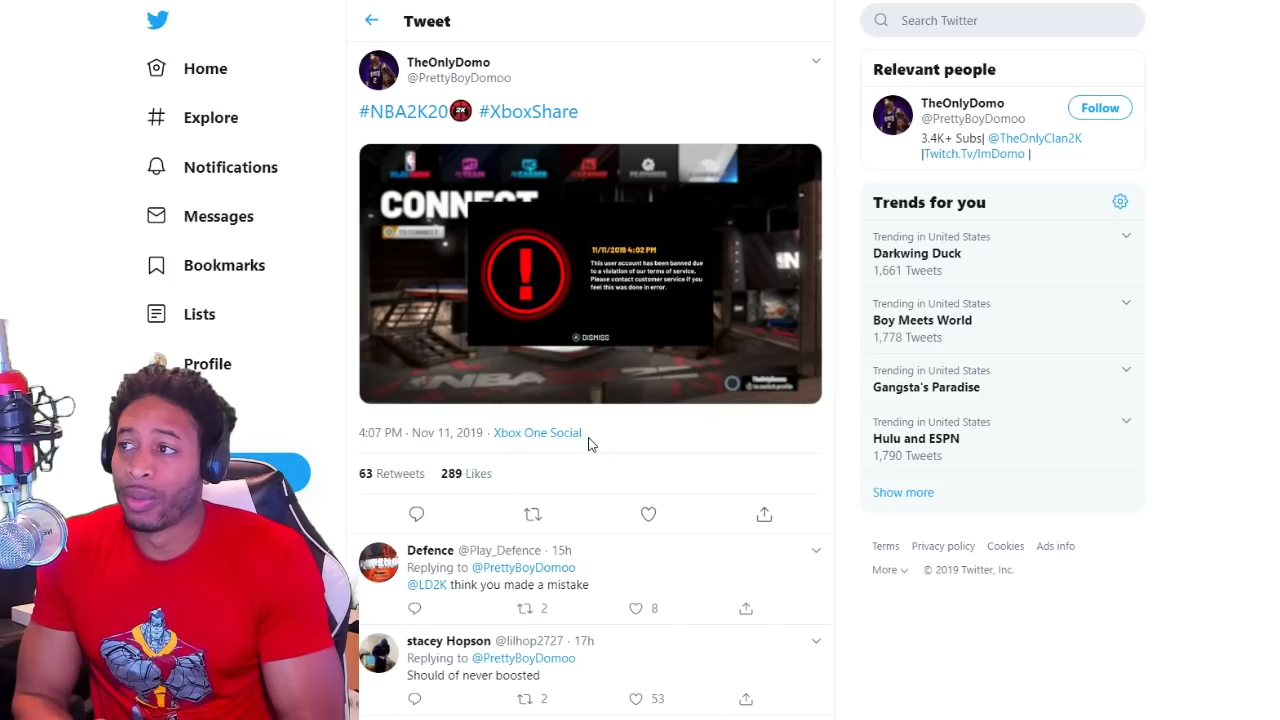 Home
Explore
Notifications
Messages
Bookmarks
Lists
Profile
Tweet
TheOnlyDomo
@PrettyBoyDomoo
#NBA2K20 #XboxShare
CONNECT
TO CONNECT
11/11/2019 4:02 PM
This user account has been banned due
to a violation of our terms of service.
Please contact customer service if you
feel this was done in error.
DISMISS
4:07 PM · Nov 11, 2019 · Xbox One Social
63 Retweets 289 Likes
Defence @Play_Defence · 15h
Replying to @PrettyBoyDomoo
@LD2K think you made a mistake
2 8
stacey Hopson @lilhop2727 · 17h
Replying to @PrettyBoyDomoo
Should of never boosted
2 53
Search Twitter
Relevant people
TheOnlyDomo
@PrettyBoyDomoo
Follow
3.4K+ Subs| @TheOnlyClan2K
|Twitch.Tv/ImDomo |
Trends for you
Trending in United States
Darkwing Duck
1,661 Tweets
Trending in United States
Boy Meets World
1,778 Tweets
Trending in United States
Gangsta's Paradise
Trending in United States
Hulu and ESPN
1,790 Tweets
Show more
Terms Privacy policy Cookies Ads info
More © 2019 Twitter, Inc.